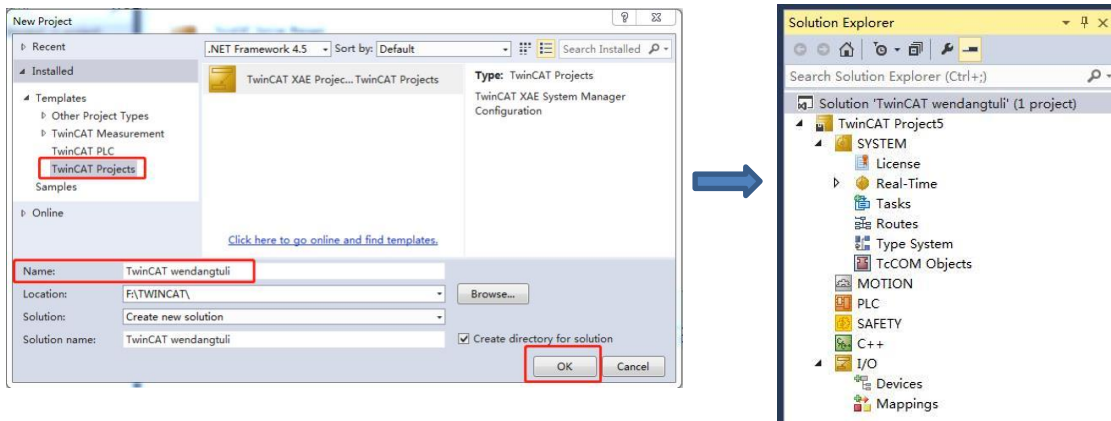 New Project
Recent
.NET Framework 4.5
Sort by: Default
Search Installed
Installed
Templates
Other Project Types
TwinCAT Measurement
TwinCAT PLC
TwinCAT Projects
Samples
Online
TwinCAT XAE Projec... TwinCAT Projects
Type: TwinCAT Projects
TwinCAT XAE System Manager
Configuration
Click here to go online and find templates.
Name: TwinCAT wendangtuli
Location: F:\TWINCAT\
Browse...
Solution: Create new solution
Solution name: TwinCAT wendangtuli
Create directory for solution
OK
Cancel
Solution Explorer
Search Solution Explorer (Ctrl+;)
Solution 'TwinCAT wendangtuli' (1 project)
TwinCAT Project5
SYSTEM
License
Real-Time
Tasks
Routes
Type System
TcCOM Objects
MOTION
PLC
SAFETY
C++
I/O
Devices
Mappings